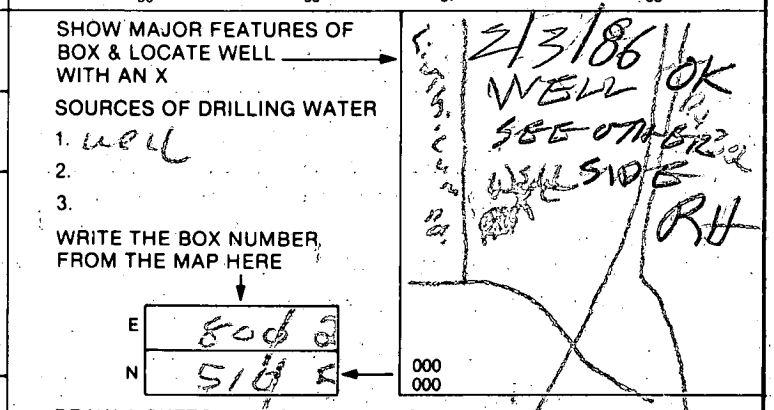 SHOW MAJOR FEATURES OF
BOX & LOCATE WELL
WITH AN X
SOURCES OF DRILLING WATER
1. well
2.
3.
WRITE THE BOX NUMBER
FROM THE MAP HERE
E
N
2/3/86
WELL OK
SEE OTHER
SIDE
RH
well
000
000